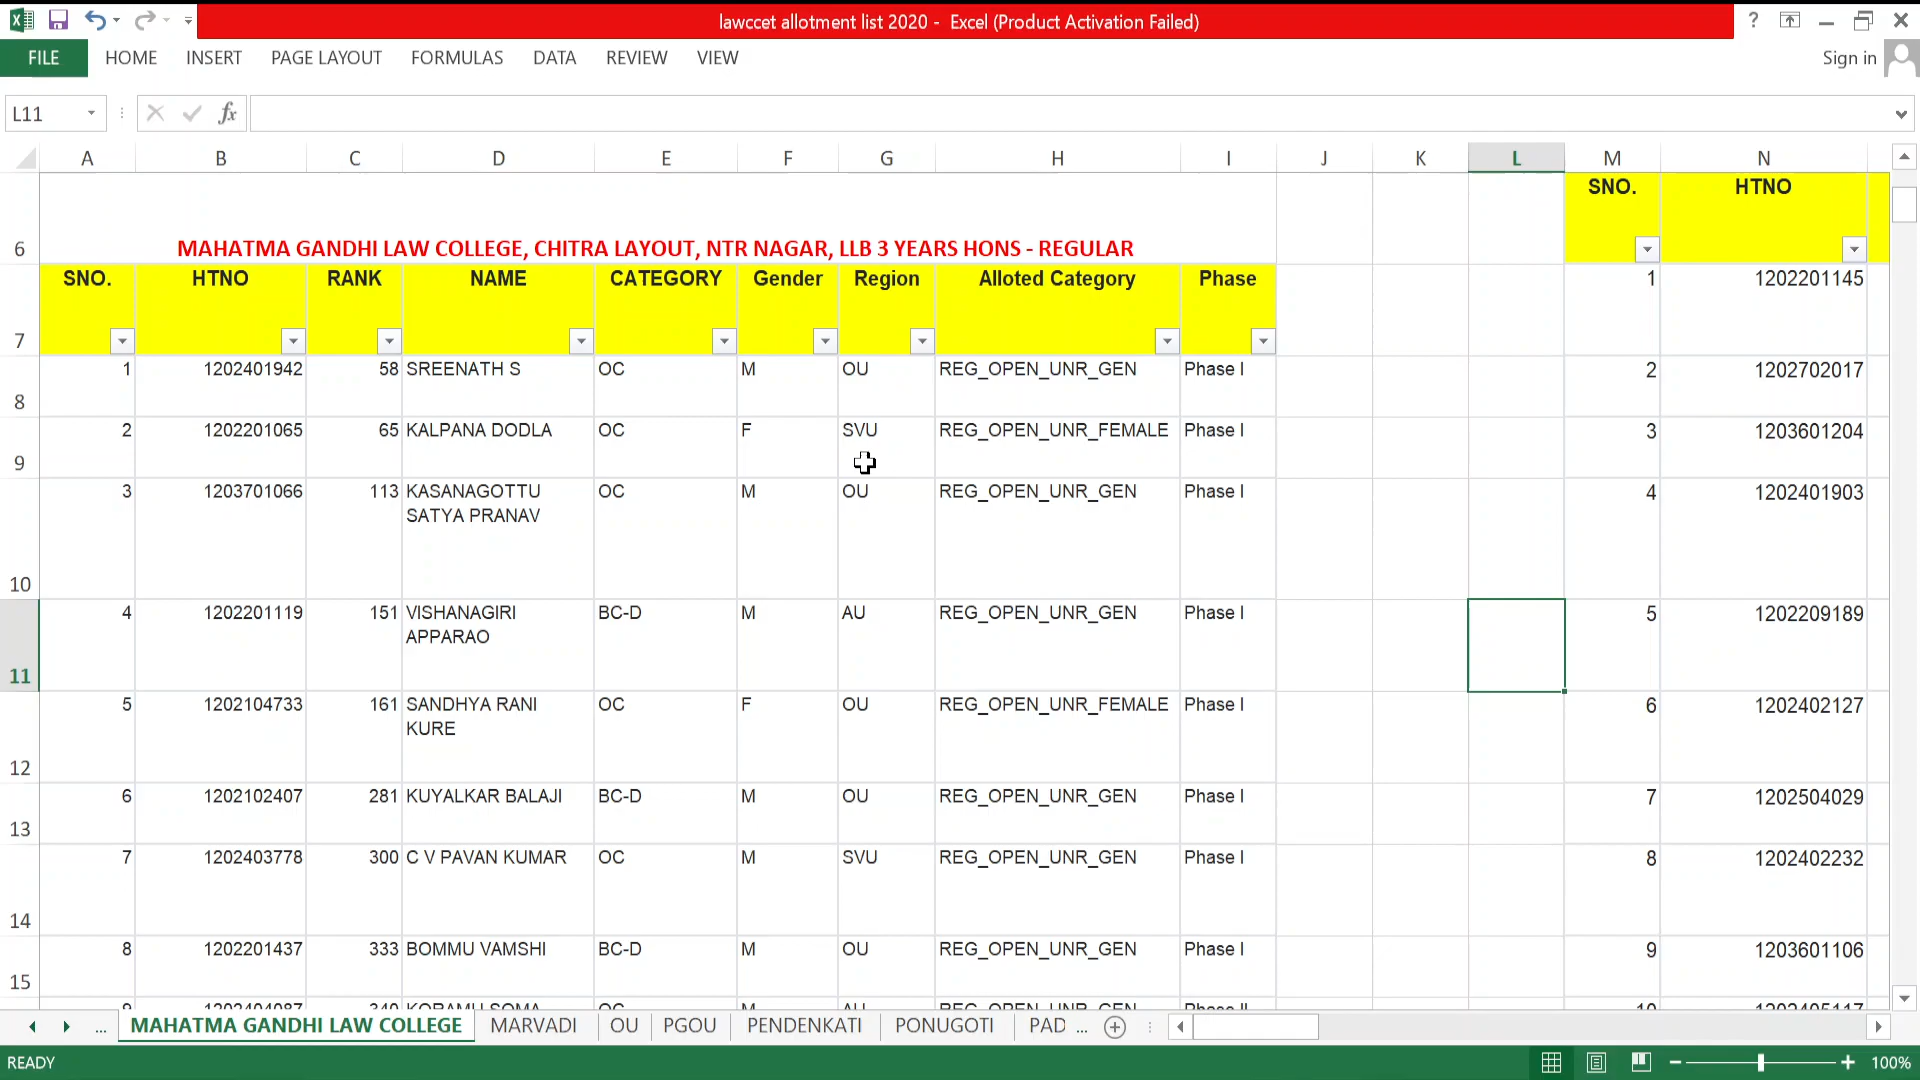 lawccet allotment list 2020 - Excel (Product Activation Failed)
?
FILE HOME INSERT PAGE LAYOUT FORMULAS DATA REVIEW VIEW
Sign in
L11
fx
A B C D E F G H I J K L M N
6 MAHATMA GANDHI LAW COLLEGE, CHITRA LAYOUT, NTR NAGAR, LLB 3 YEARS HONS - REGULAR SNO. HTNO
7 SNO. HTNO RANK NAME CATEGORY Gender Region Alloted Category Phase 1 1202201145
8 1 1202401942 58 SREENATH S OC M OU REG_OPEN_UNR_GEN Phase I 2 1202702017
9 2 1202201065 65 KALPANA DODLA OC F SVU REG_OPEN_UNR_FEMALE Phase I 3 1203601204
10 3 1203701066 113 KASANAGOTTU OC M OU REG_OPEN_UNR_GEN Phase I 4 1202401903
SATYA PRANAV
11 4 1202201119 151 VISHANAGIRI BC-D M AU REG_OPEN_UNR_GEN Phase I 5 1202209189
APPARAO
12 5 1202104733 161 SANDHYA RANI OC F OU REG_OPEN_UNR_FEMALE Phase I 6 1202402127
KURE
13 6 1202102407 281 KUYALKAR BALAJI BC-D M OU REG_OPEN_UNR_GEN Phase I 7 1202504029
14 7 1202403778 300 C V PAVAN KUMAR OC M SVU REG_OPEN_UNR_GEN Phase I 8 1202402232
15 8 1202201437 333 BOMMU VAMSHI BC-D M OU REG_OPEN_UNR_GEN Phase I 9 1203601106
... MAHATMA GANDHI LAW COLLEGE MARVADI OU PGOU PENDENKATI PONUGOTI PAD ...
READY
100%